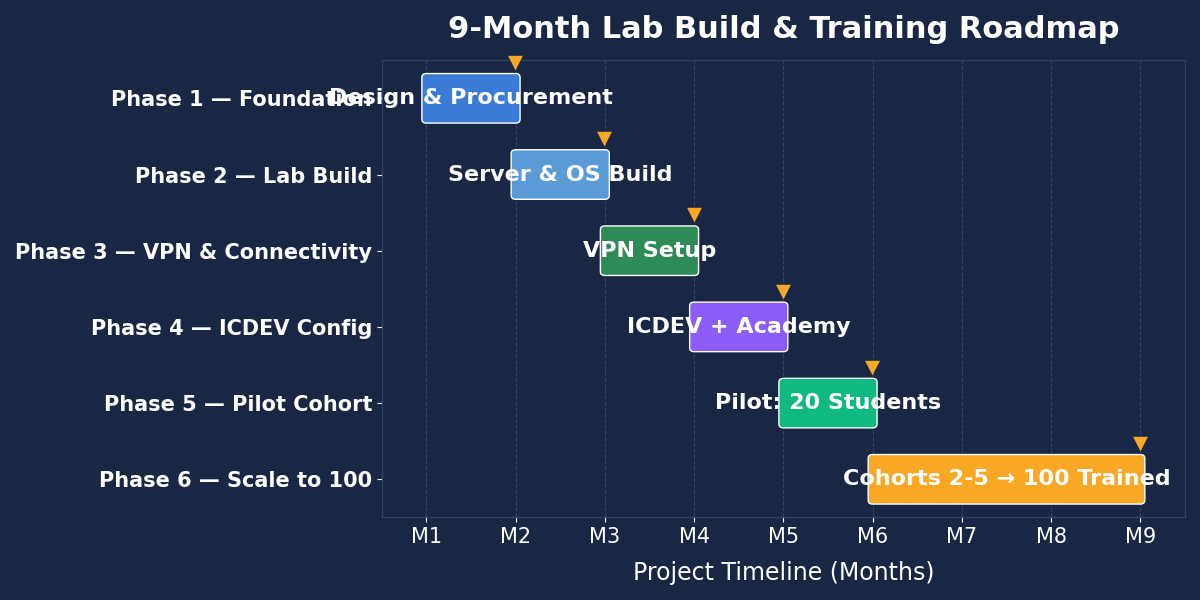 9-Month Lab Build & Training Roadmap
Phase 1 — Foundation
Design & Procurement
Phase 2 — Lab Build
Server & OS Build
Phase 3 — VPN & Connectivity
VPN Setup
Phase 4 — ICDEV Config
ICDEV + Academy
Phase 5 — Pilot Cohort
Pilot: 20 Students
Phase 6 — Scale to 100
Cohorts 2-5 → 100 Trained
M1 M2 M3 M4 M5 M6 M7 M8 M9
Project Timeline (Months)